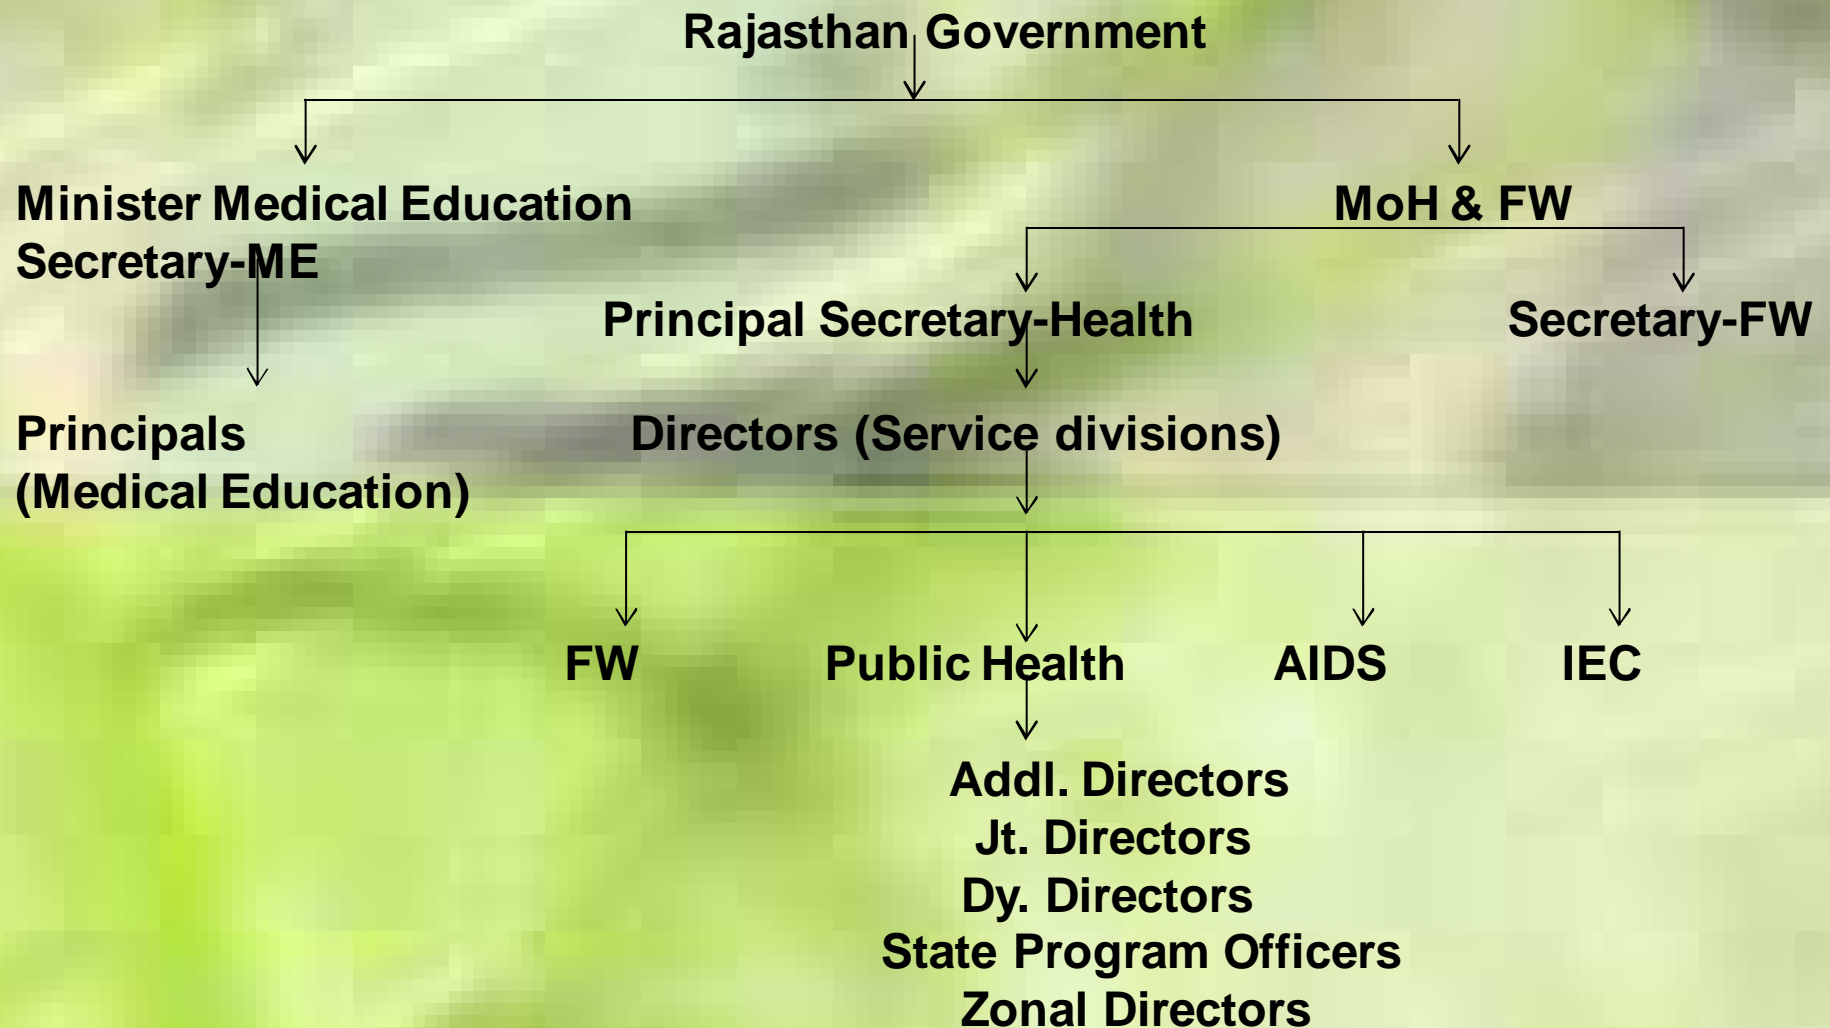 Rajasthan Government
Minister Medical Education
Secretary-ME
MoH & FW
Principal Secretary-Health
Secretary-FW
Principals
(Medical Education)
Directors (Service divisions)
FW
Public Health
AIDS
IEC
Addl. Directors
Jt. Directors
Dy. Directors
State Program Officers
Zonal Directors